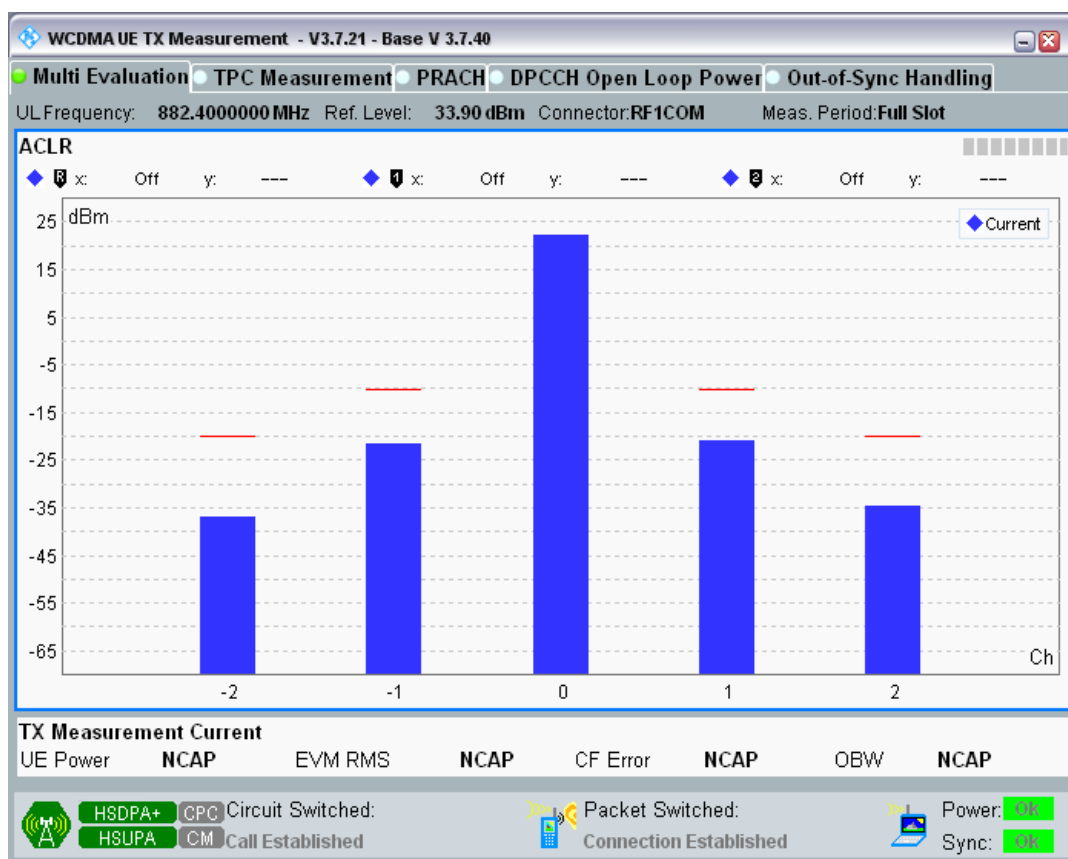 WCDMA UE TX Measurement - V3.7.21 - Base V 3.7.40
Multi Evaluation TPC Measurement PRACH DPCCH Open Loop Power Out-of-Sync Handling
UL Frequency: 882.4000000 MHz Ref. Level: 33.90 dBm Connector: RF1COM Meas. Period: Full Slot
ACLR
R x: Off y: --- 1 x: Off y: --- 2 x: Off y: ---
dBm
Current
25
15
5
-5
-15
-25
-35
-45
-55
-65
Ch
-2 -1 0 1 2
TX Measurement Current
UE Power NCAP EVM RMS NCAP CF Error NCAP OBW NCAP
HSDPA+ CPC Circuit Switched: Packet Switched: Power: OK
HSUPA CM Call Established Connection Established Sync: OK